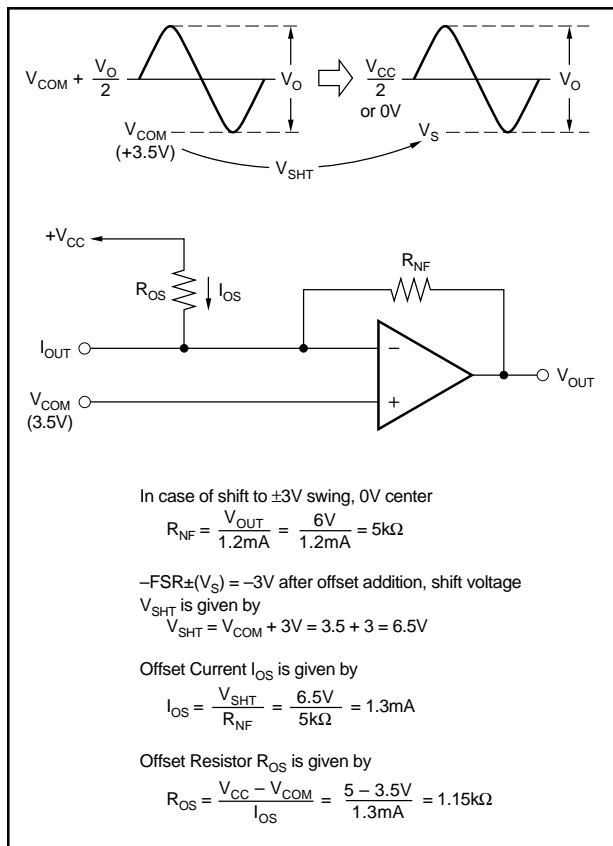 V_COM + V_O/2
V_O
V_CC/2
or 0V
V_O
V_COM
(+3.5V)
V_SHT
V_S
+V_CC
R_OS
I_OS
R_NF
I_OUT
−
V_OUT
V_COM
(3.5V)
+
In case of shift to ±3V swing, 0V center
R_NF = V_OUT/1.2mA = 6V/1.2mA = 5kΩ
–FSR±(V_S) = –3V after offset addition, shift voltage
V_SHT is given by
V_SHT = V_COM + 3V = 3.5 + 3 = 6.5V
Offset Current I_OS is given by
I_OS = V_SHT/R_NF = 6.5V/5kΩ = 1.3mA
Offset Resistor R_OS is given by
R_OS = V_CC – V_COM/I_OS = 5 – 3.5V/1.3mA = 1.15kΩ